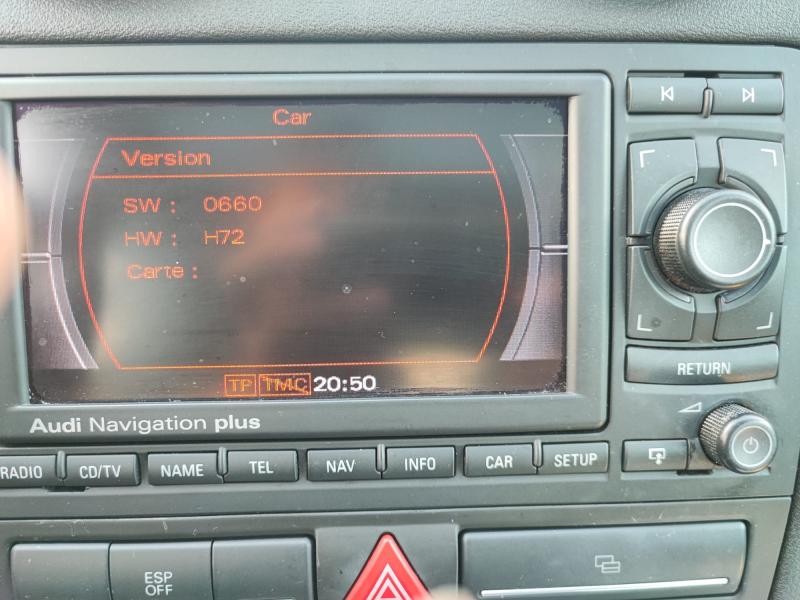 Car
Version
SW : 0660
HW : H72
Carte :
TP TMC 20:50
Audi Navigation plus
RETURN
RADIO CD/TV NAME TEL NAV INFO CAR SETUP
ESP
OFF